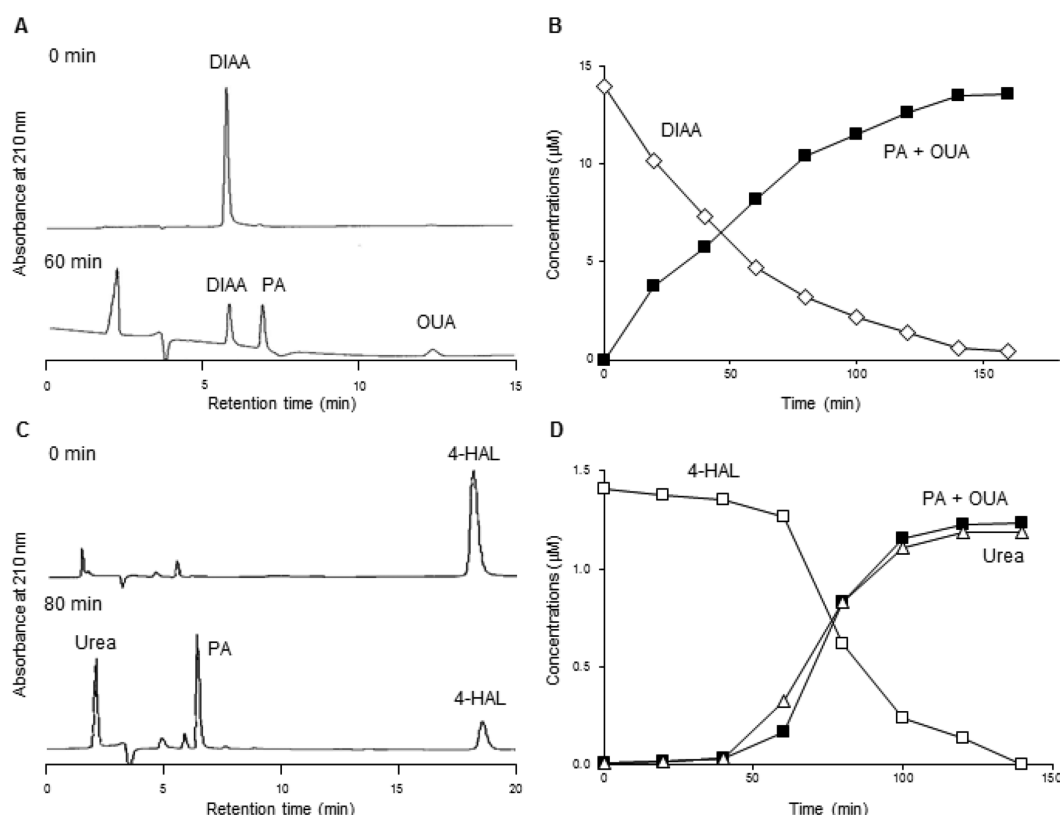 A
0 min
DIAA
Absorbance at 210 nm
60 min
DIAA
PA
OUA
0
5
10
15
Retention time (min)
B
15
10
5
0
Concentrations (µM)
DIAA
PA + OUA
0
50
100
150
Time (min)
C
0 min
4-HAL
Absorbance at 210 nm
80 min
Urea
PA
4-HAL
0
5
10
15
20
Retention time (min)
D
1.5
1.0
0.5
0.0
Concentrations (µM)
4-HAL
PA + OUA
Urea
0
50
100
150
Time (min)